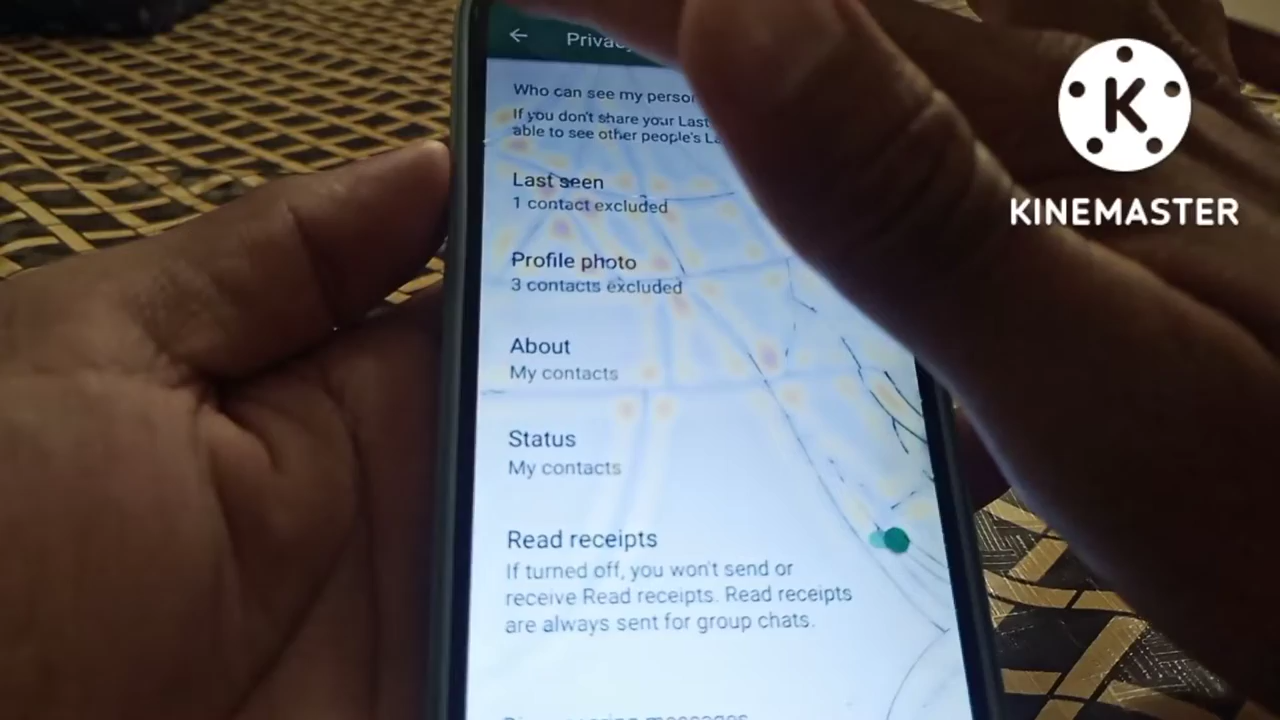 Who can see my
If you don't share your Last
able to see other people's
Last seen
1 contact excluded
Profile photo
3 contacts excluded
About
My contacts
Status
My contacts
Read receipts
If turned off, you won't send or
receive Read receipts. Read receipts
are always sent for group chats.
K
KINEMASTER